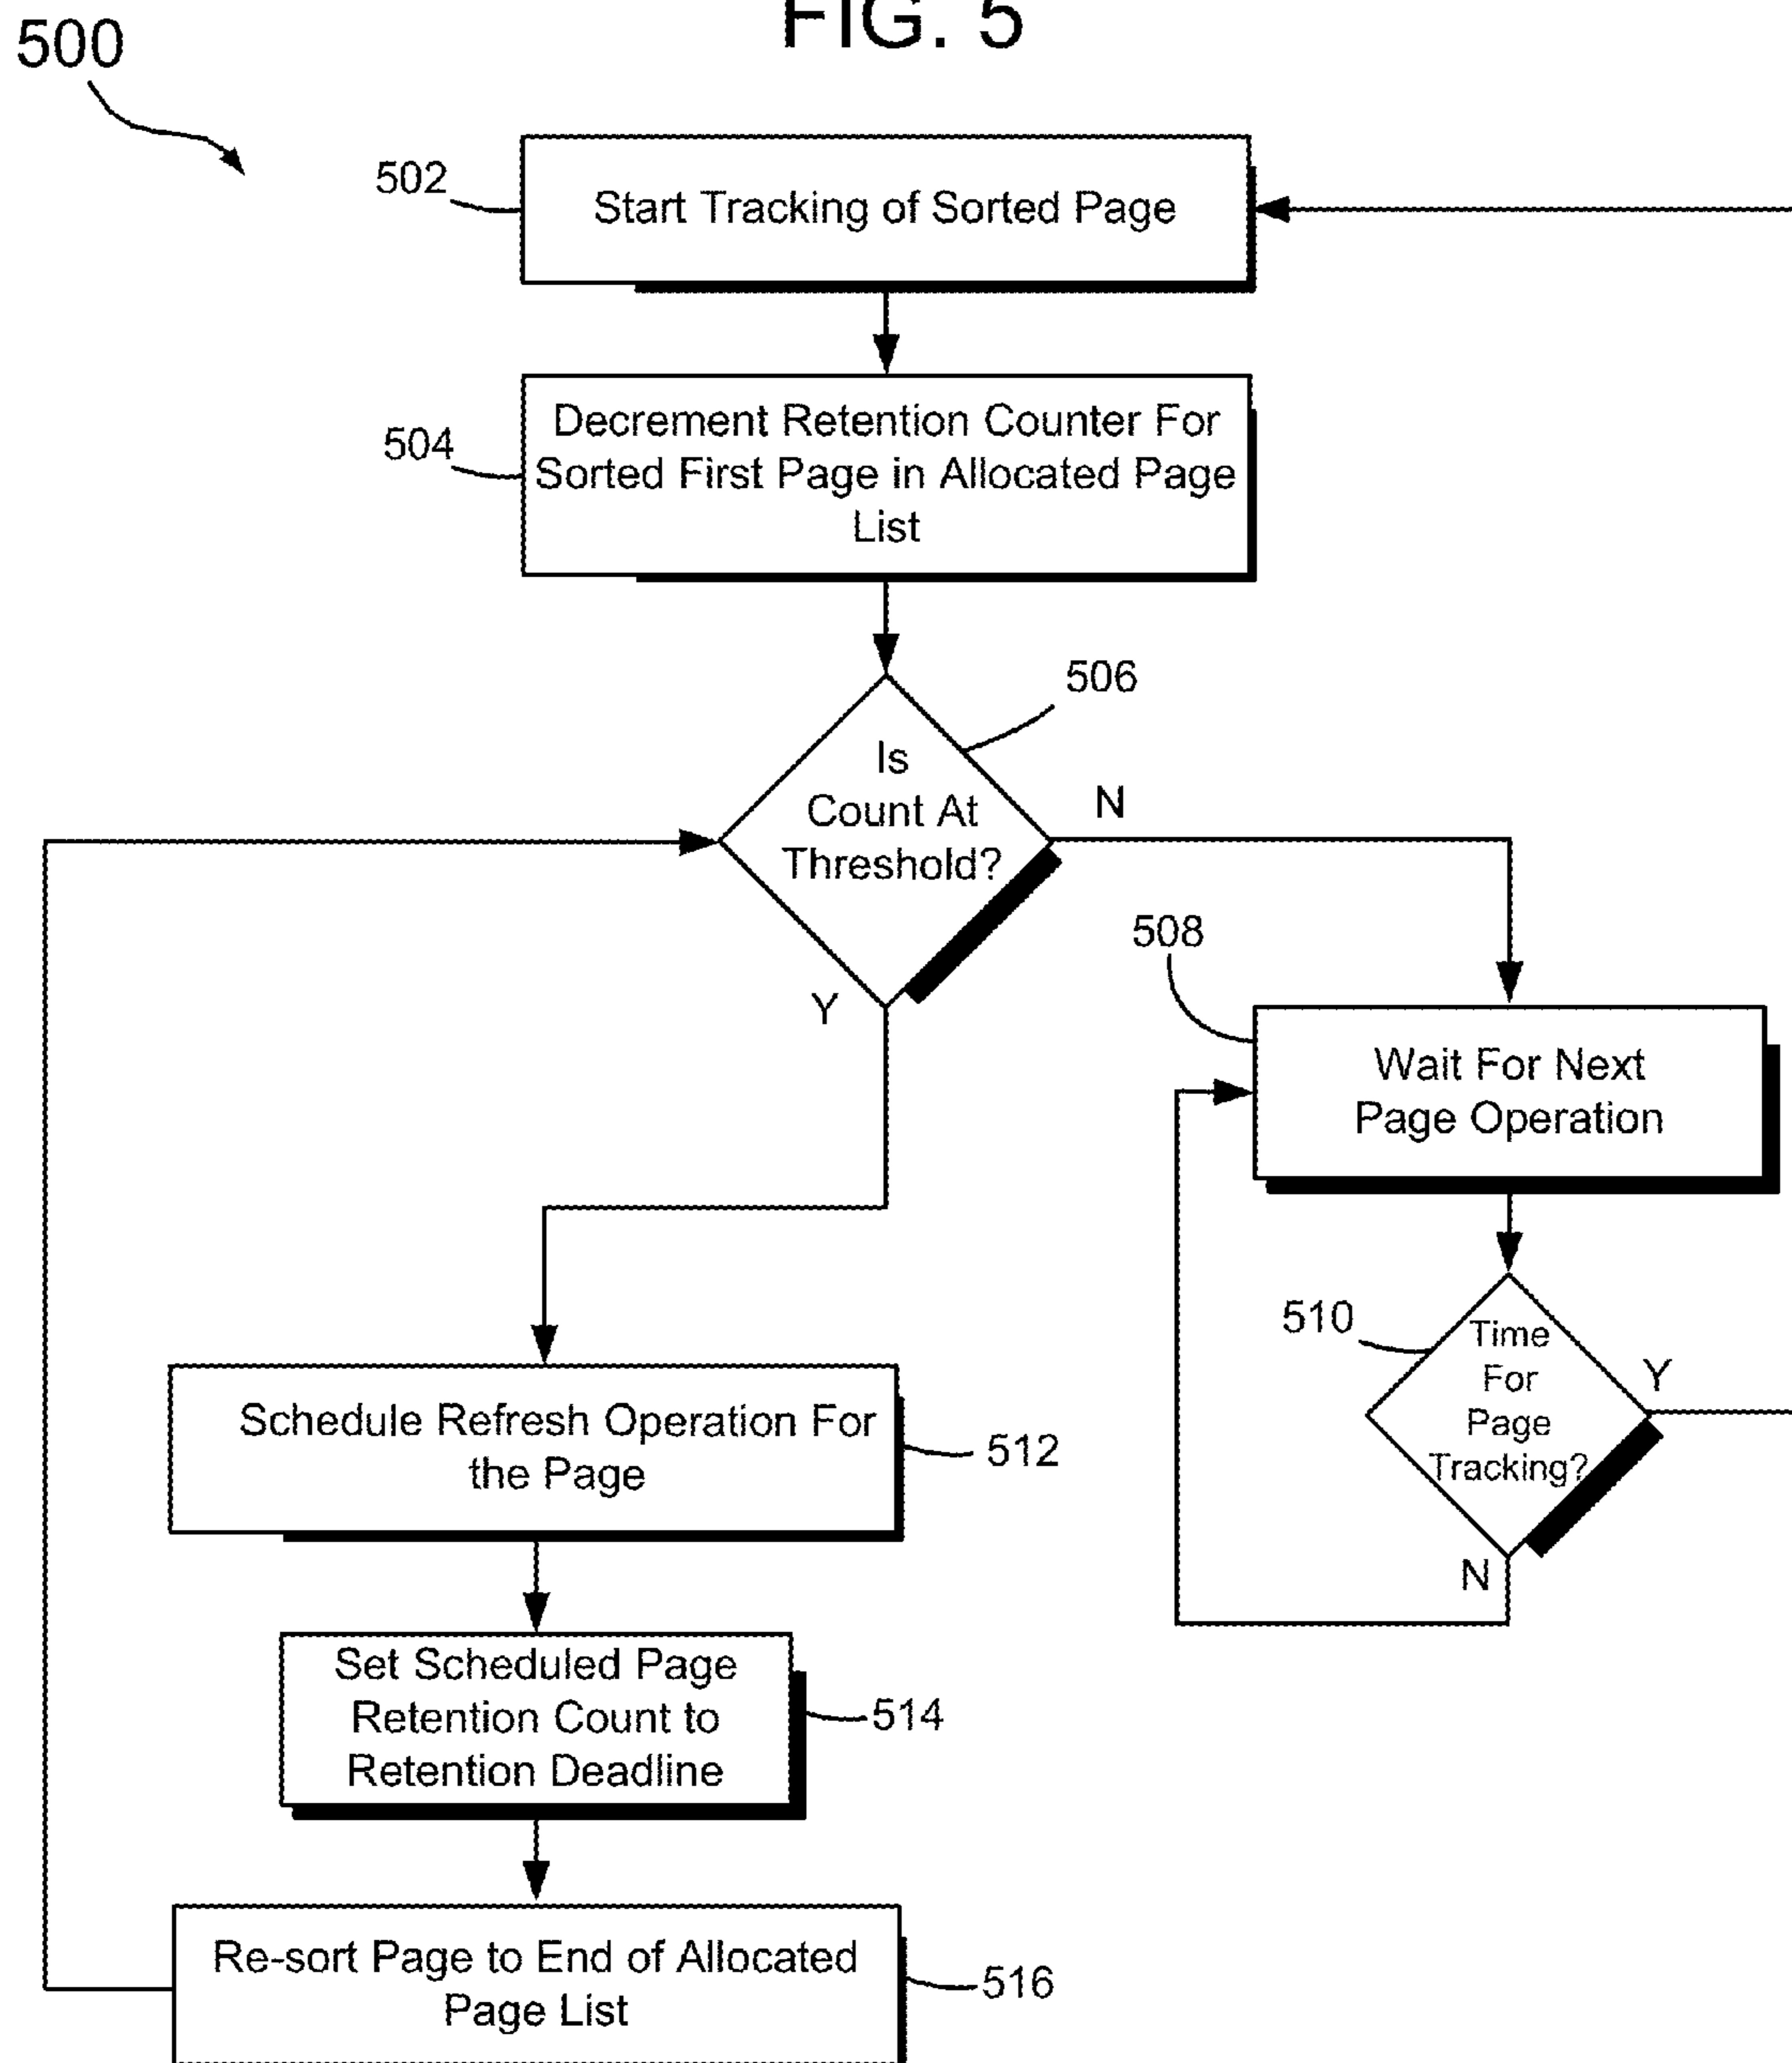 FIG. 5
500
502
Start Tracking of Sorted Page
504
Decrement Retention Counter For
Sorted First Page in Allocated Page
List
506
Is
Count At
Threshold?
N
Y
508
Wait For Next
Page Operation
510
Time
For
Page
Tracking?
Y
N
Schedule Refresh Operation For
the Page
512
Set Scheduled Page
Retention Count to
Retention Deadline
514
Re-sort Page to End of Allocated
Page List
516